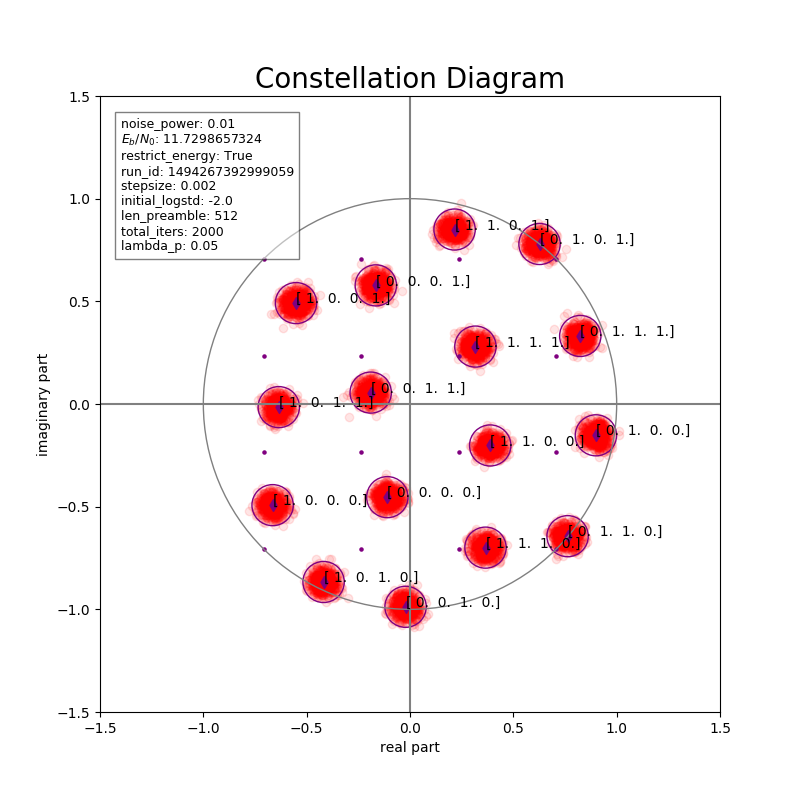 Constellation Diagram
noise_power: 0.01
E_b/N_0: 11.7298657324
restrict_energy: True
run_id: 1494267392999059
stepsize: 0.002
initial_logstd: -2.0
len_preamble: 512
total_iters: 2000
lambda_p: 0.05
[ 1. 1. 0. 1.]
[ 0. 1. 0. 1.]
[ 0. 0. 0. 1.]
[ 1. 0. 0. 1.]
[ 0. 1. 1. 1.]
[ 1. 1. 1. 1.]
[ 0. 0. 1. 1.]
[ 1. 0. 1. 1.]
[ 0. 1. 0. 0.]
[ 1. 1. 0. 0.]
[ 0. 0. 0. 0.]
[ 1. 0. 0. 0.]
[ 0. 1. 1. 0.]
[ 1. 1. 1. 0.]
[ 1. 0. 1. 0.]
[ 0. 0. 1. 0.]
1.5
1.0
0.5
0.0
−0.5
−1.0
−1.5
imaginary part
−1.5 −1.0 −0.5 0.0 0.5 1.0 1.5
real part